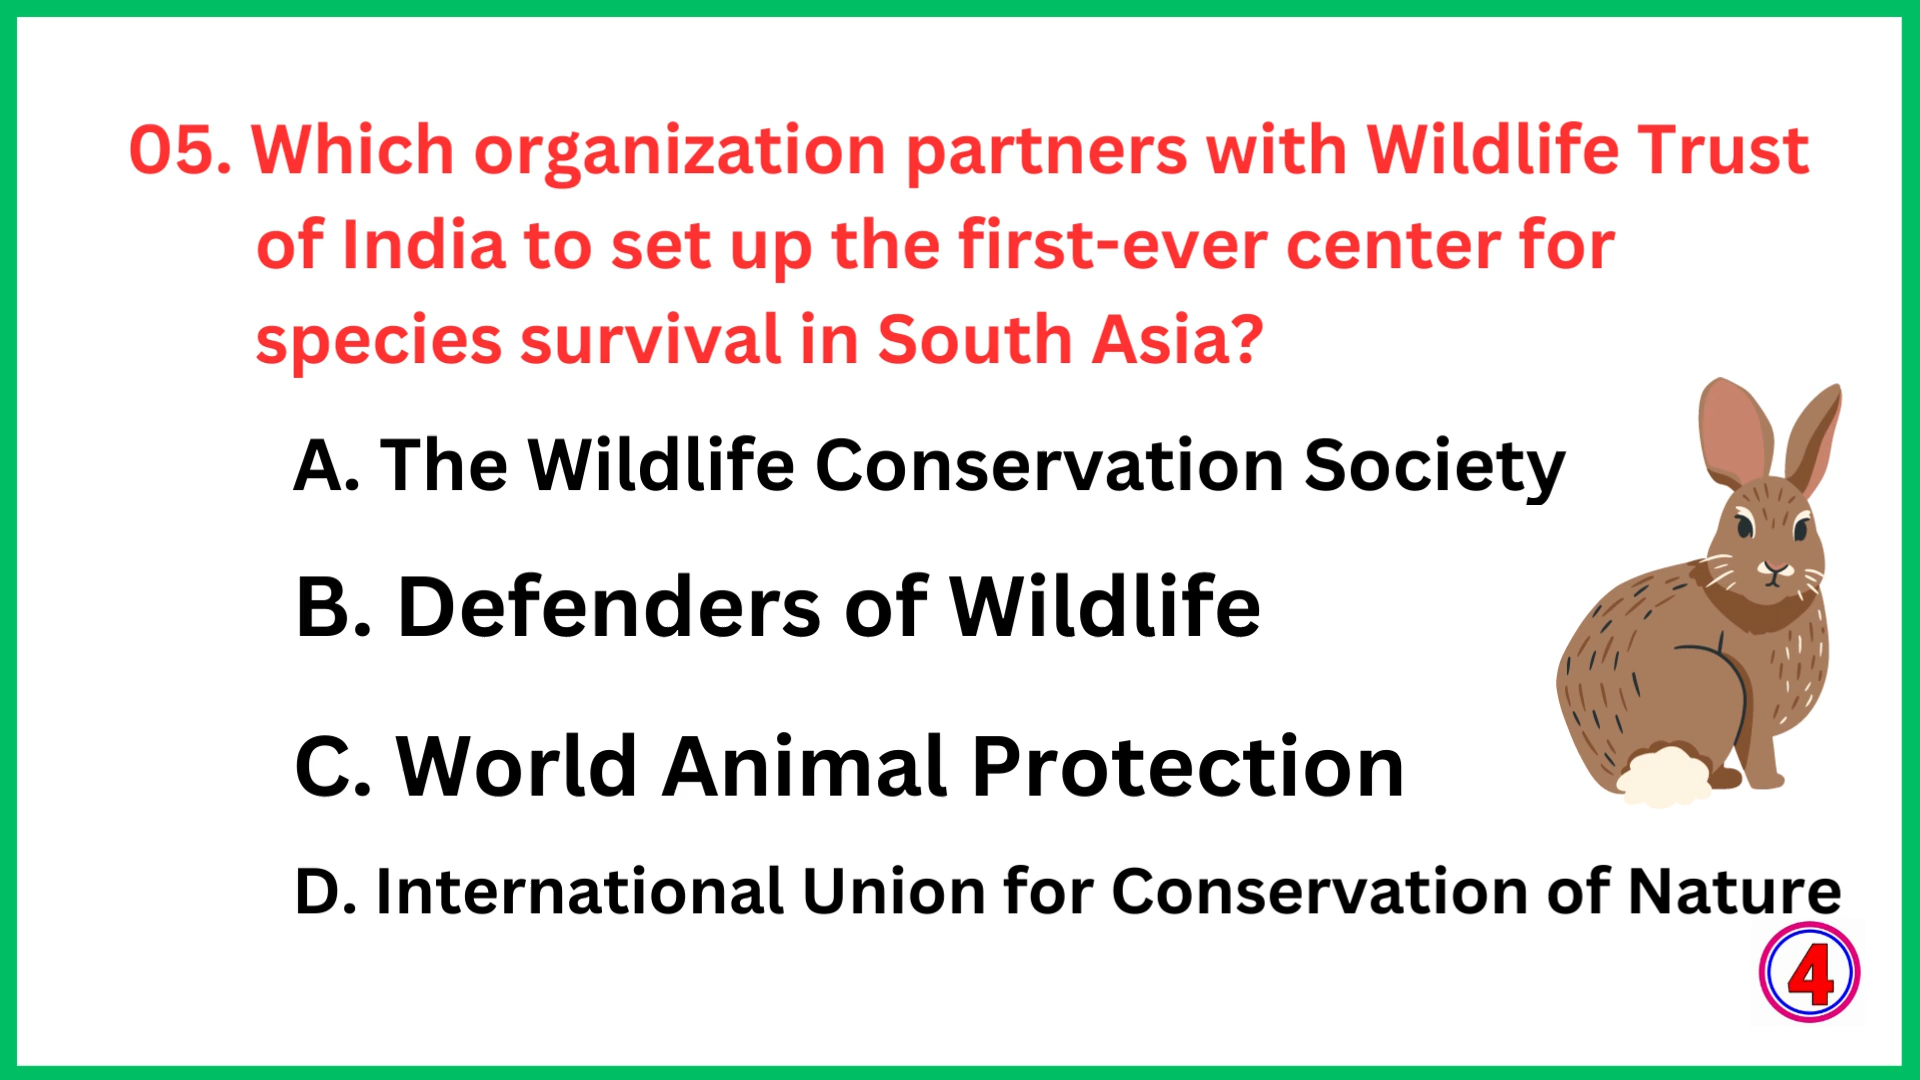 05. Which organization partners with Wildlife Trust
of India to set up the first-ever center for
species survival in South Asia?
A. The Wildlife Conservation Society
B. Defenders of Wildlife
C. World Animal Protection
D. International Union for Conservation of Nature
4